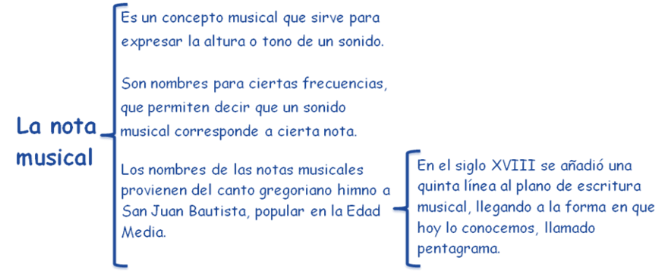 La nota
musical
Es un concepto musical que sirve para
expresar la altura o tono de un sonido.
Son nombres para ciertas frecuencias,
que permiten decir que un sonido
musical corresponde a cierta nota.
Los nombres de las notas musicales
provienen del canto gregoriano himno a
San Juan Bautista, popular en la Edad
Media.
En el siglo XVIII se añadió una
quinta línea al plano de escritura
musical, llegando a la forma en que
hoy lo conocemos, llamado
pentagrama.